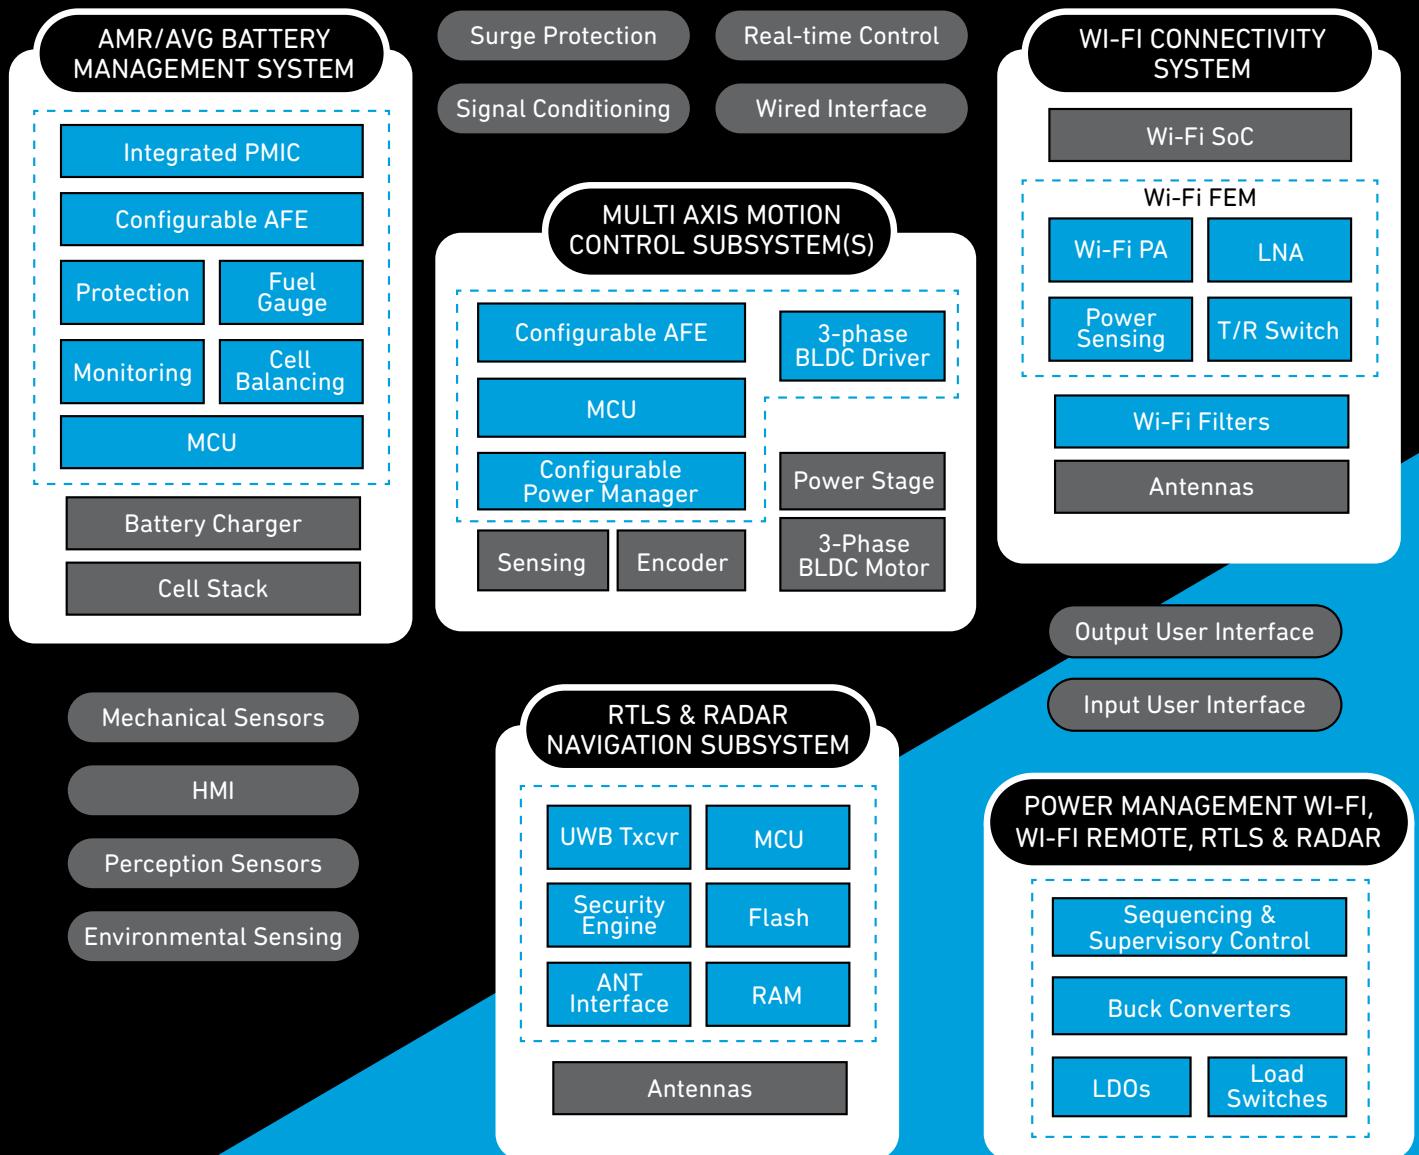 AMR/AVG BATTERY
MANAGEMENT SYSTEM
Integrated PMIC
Configurable AFE
Protection
Fuel
Gauge
Monitoring
Cell
Balancing
MCU
Battery Charger
Cell Stack
Surge Protection
Real-time Control
Signal Conditioning
Wired Interface
MULTI AXIS MOTION
CONTROL SUBSYSTEM(S)
Configurable AFE
3-phase
BLDC Driver
MCU
Configurable
Power Manager
Power Stage
Sensing
Encoder
3-Phase
BLDC Motor
WI-FI CONNECTIVITY
SYSTEM
Wi-Fi SoC
Wi-Fi FEM
Wi-Fi PA
LNA
Power
Sensing
T/R Switch
Wi-Fi Filters
Antennas
Output User Interface
Input User Interface
Mechanical Sensors
HMI
Perception Sensors
Environmental Sensing
RTLS & RADAR
NAVIGATION SUBSYSTEM
UWB Txcvr
MCU
Security
Engine
Flash
ANT
Interface
RAM
Antennas
POWER MANAGEMENT WI-FI,
WI-FI REMOTE, RTLS & RADAR
Sequencing &
Supervisory Control
Buck Converters
LDOs
Load
Switches